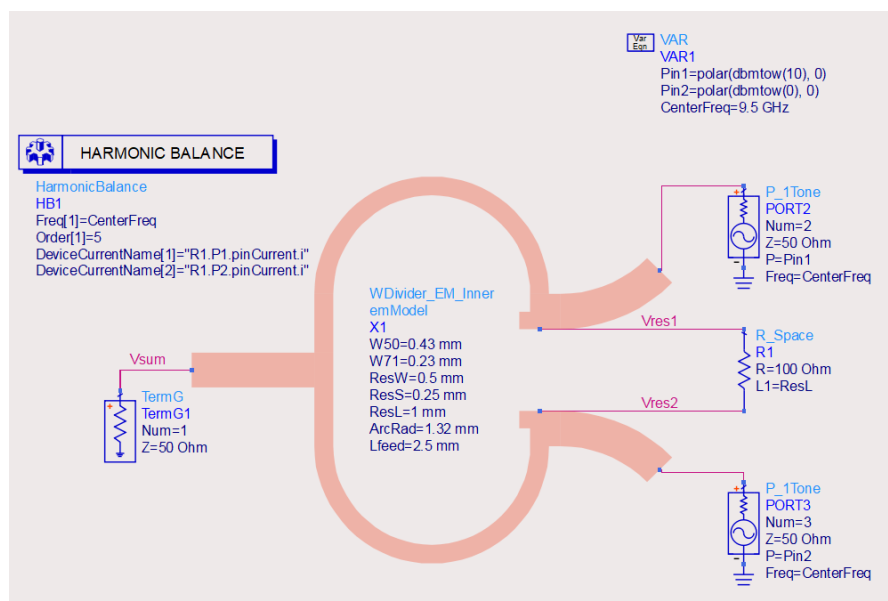 Var
Eqn
VAR
VAR1
Pin1=polar(dbmtow(10), 0)
Pin2=polar(dbmtow(0), 0)
CenterFreq=9.5 GHz
HARMONIC BALANCE
HarmonicBalance
HB1
Freq[1]=CenterFreq
Order[1]=5
DeviceCurrentName[1]="R1.P1.pinCurrent.i"
DeviceCurrentName[2]="R1.P2.pinCurrent.i"
P_1Tone
PORT2
Num=2
Z=50 Ohm
P=Pin1
Freq=CenterFreq
WDivider_EM_Inner
emModel
X1
W50=0.43 mm
W71=0.23 mm
ResW=0.5 mm
ResS=0.25 mm
ResL=1 mm
ArcRad=1.32 mm
Lfeed=2.5 mm
Vres1
R_Space
R1
R=100 Ohm
L1=ResL
Vres2
Vsum
TermG
TermG1
Num=1
Z=50 Ohm
P_1Tone
PORT3
Num=3
Z=50 Ohm
P=Pin2
Freq=CenterFreq